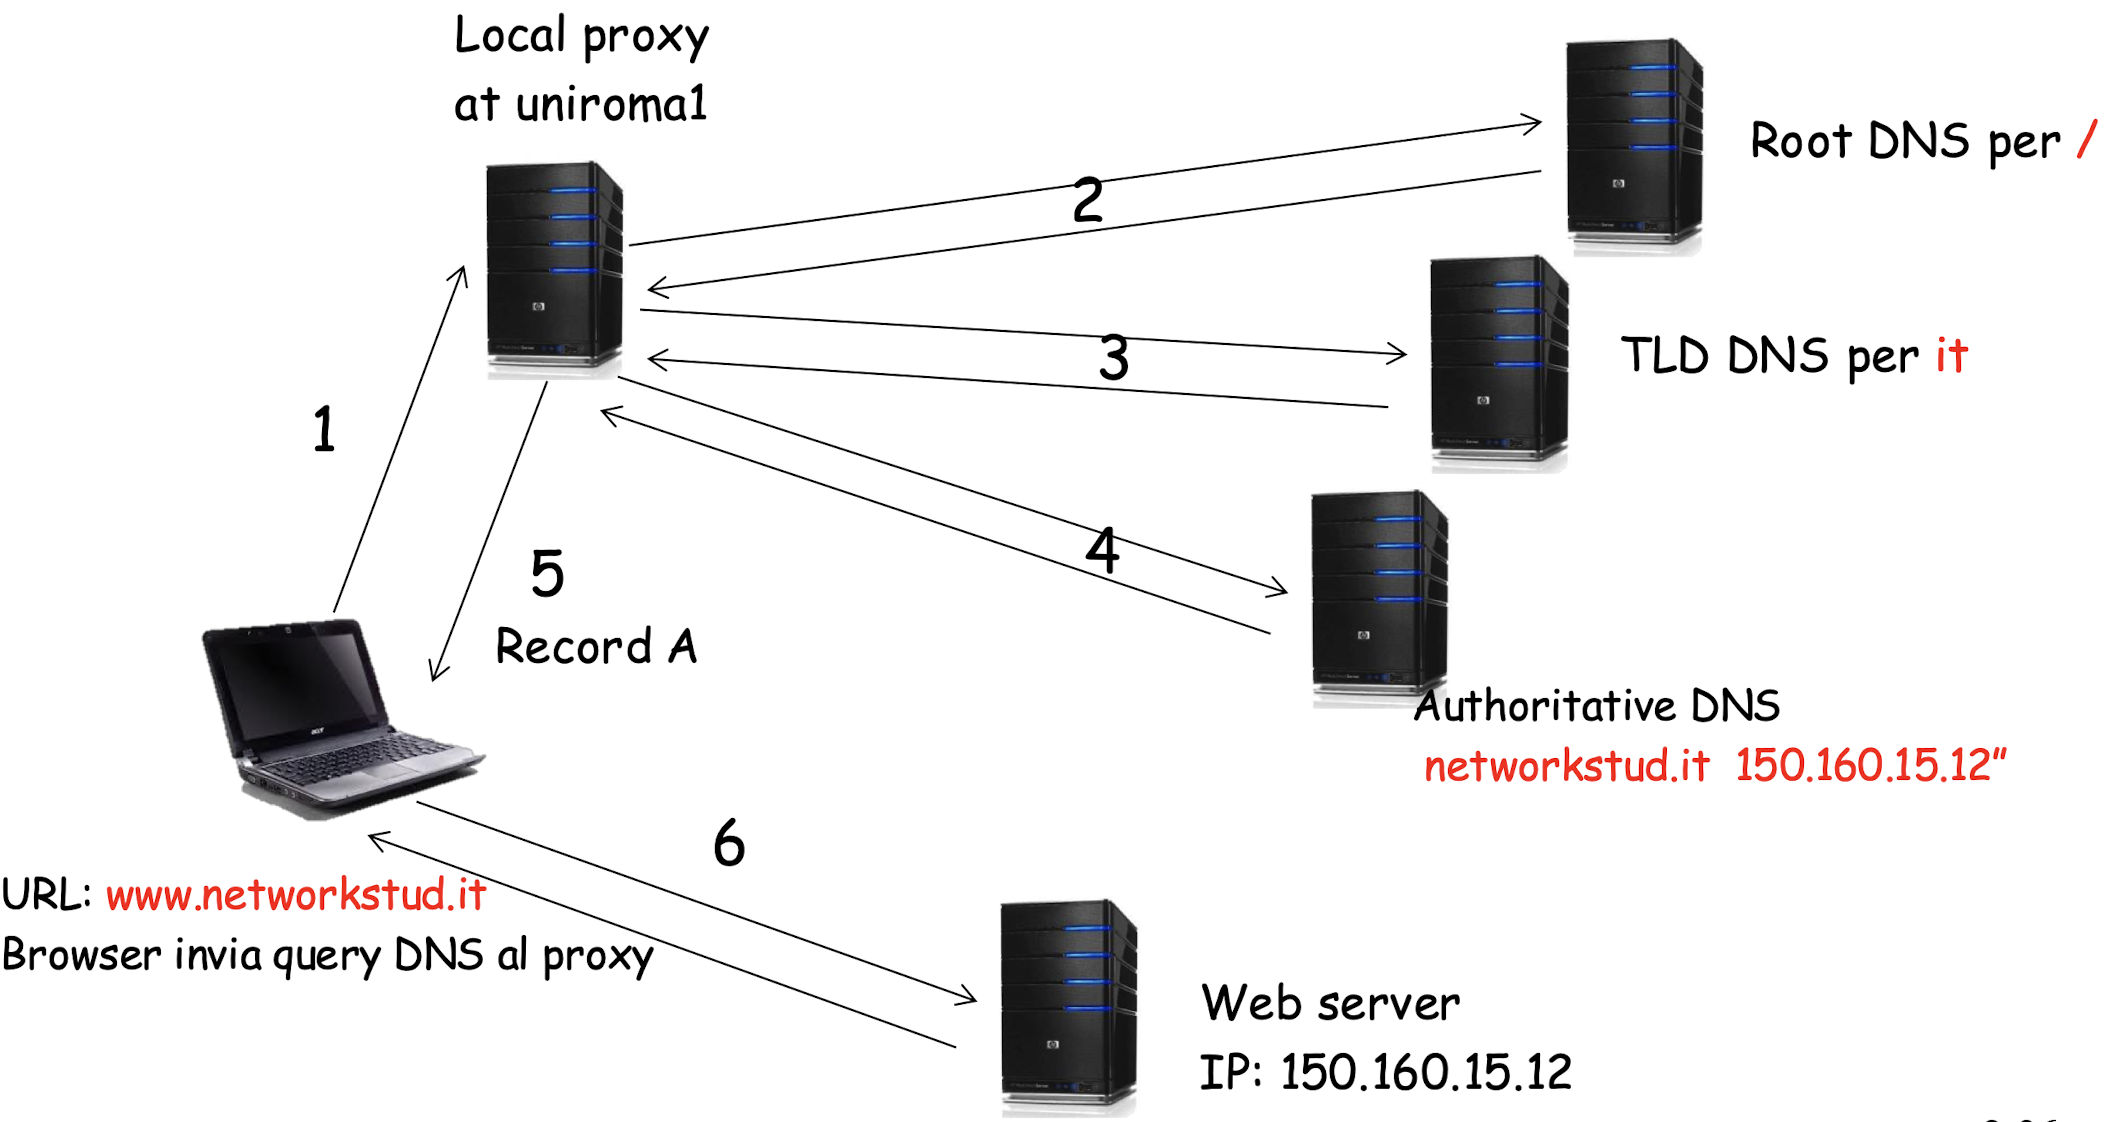 Local proxy
at uniroma1
Root DNS per /
2
TLD DNS per it
3
1
4
5
Record A
Authoritative DNS
networkstud.it 150.160.15.12”
6
URL: www.networkstud.it
Browser invia query DNS al proxy
Web server
IP: 150.160.15.12